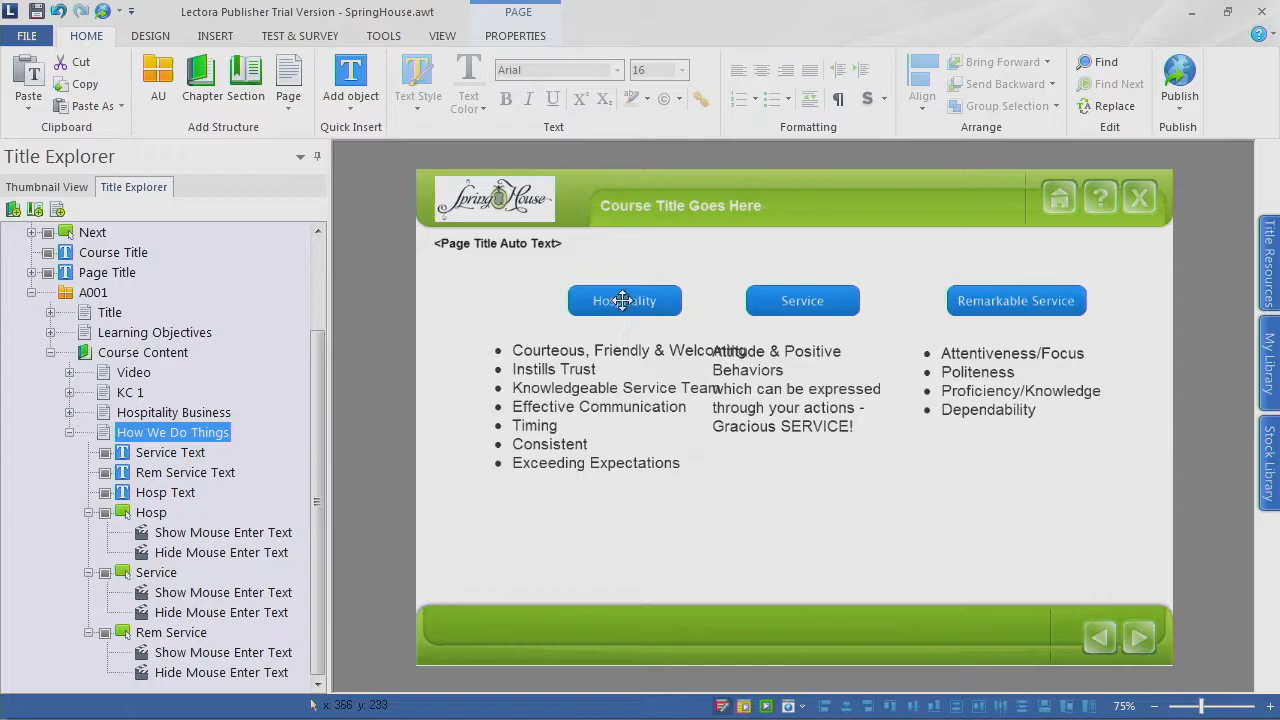 Lectora Publisher Trial Version - SpringHouse.awt
PAGE
FILE HOME DESIGN INSERT TEST & SURVEY TOOLS VIEW PROPERTIES
Paste
Cut
Copy
Paste As
Clipboard
AU Chapter Section Page
Add Structure
Add object
Quick Insert
Text Style
Text Color
Arial 16
B I U
Text
Formatting
Align
Bring Forward
Send Backward
Group Selection
Arrange
Find
Find Next
Replace
Edit
Publish
Publish
Title Explorer
Thumbnail View Title Explorer
Next
Course Title
Page Title
A001
Title
Learning Objectives
Course Content
Video
KC 1
Hospitality Business
How We Do Things
Service Text
Rem Service Text
Hosp Text
Hosp
Show Mouse Enter Text
Hide Mouse Enter Text
Service
Show Mouse Enter Text
Hide Mouse Enter Text
Rem Service
Show Mouse Enter Text
Hide Mouse Enter Text
Spring House
Course Title Goes Here
<Page Title Auto Text>
Hospitality
Service
Remarkable Service
• Courteous, Friendly & Welcoming
• Instills Trust
• Knowledgeable Service Team
• Effective Communication
• Timing
• Consistent
• Exceeding Expectations
Attitude & Positive
Behaviors
which can be expressed
through your actions -
Gracious SERVICE!
• Attentiveness/Focus
• Politeness
• Proficiency/Knowledge
• Dependability
Title Resources
My Library
Stock Library
x: 366 y: 233
75%